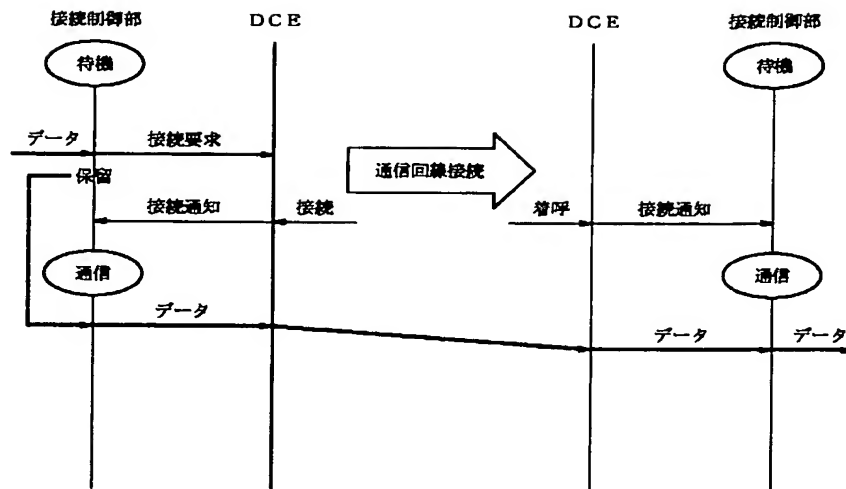 接続制御部
DCE
DCE
接続制御部
待機
待機
データ
接続要求
通信回線接続
保留
接続通知
接続
着呼
接続通知
通信
通信
データ
データ
データ